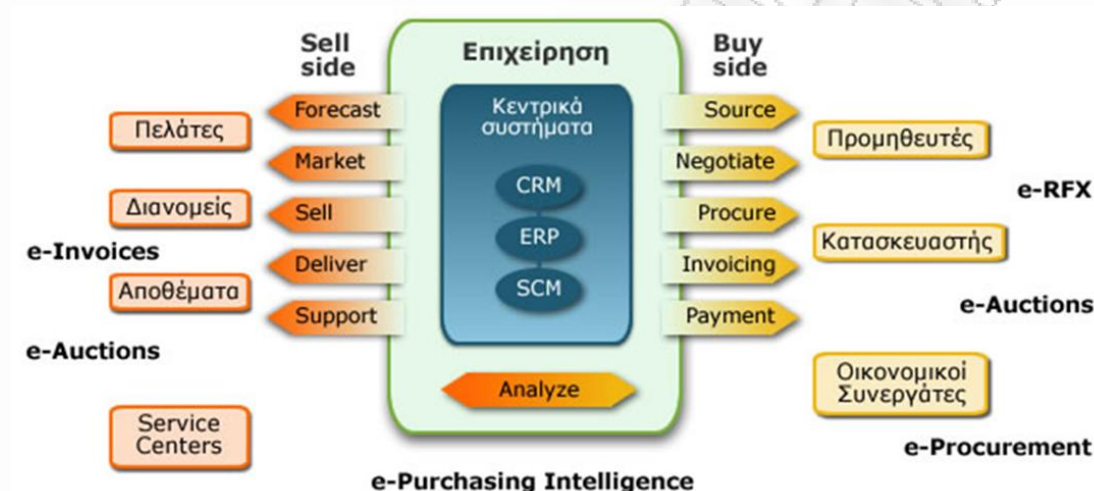 Sell
side
Επιχείρηση
Buy
side
Πελάτες
Διανομείς
e-Invoices
Αποθέματα
e-Auctions
Service
Centers
Forecast
Market
Sell
Deliver
Support
Κεντρικά
συστήματα
CRM
ERP
SCM
Analyze
Source
Negotiate
Procure
Invoicing
Payment
Προμηθευτές
e-RFX
Κατασκευαστής
e-Auctions
Οικονομικοί
Συνεργάτες
e-Procurement
e-Purchasing Intelligence